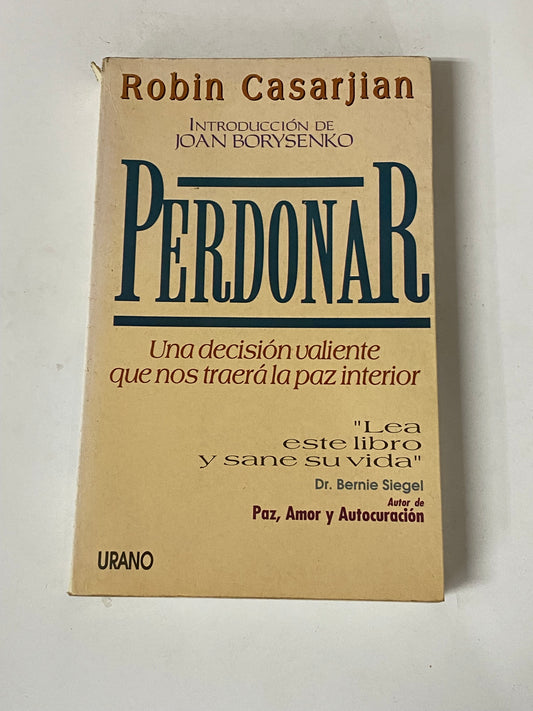 Robin Casarjian
INTRODUCCIÓN DE
JOAN BORYSENKO
PERDONAR
Una decisión valiente
que nos traerá la paz interior
"Lea
este libro
y sane su vida"
Dr. Bernie Siegel
Autor de
Paz, Amor y Autocuración
URANO